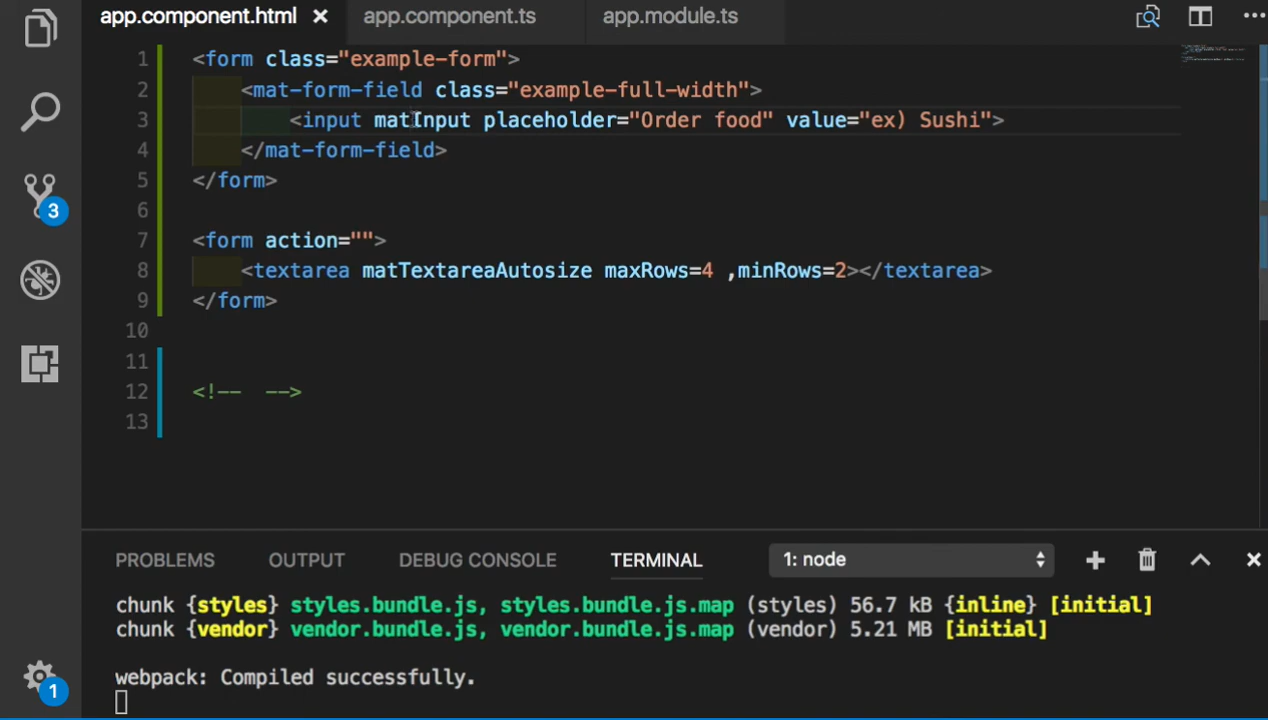 app.component.html × app.component.ts app.module.ts
1 <form class="example-form">
2 <mat-form-field class="example-full-width">
3 <input matInput placeholder="Order food" value="ex) Sushi">
4 </mat-form-field>
5 </form>
6
7 <form action="">
8 <textarea matTextareaAutosize maxRows=4 ,minRows=2></textarea>
9 </form>
10
11
12 <!--  -->
13
3
PROBLEMS OUTPUT DEBUG CONSOLE TERMINAL 1: node
chunk {styles} styles.bundle.js, styles.bundle.js.map (styles) 56.7 kB {inline} [initial]
chunk {vendor} vendor.bundle.js, vendor.bundle.js.map (vendor) 5.21 MB [initial]
webpack: Compiled successfully.
1